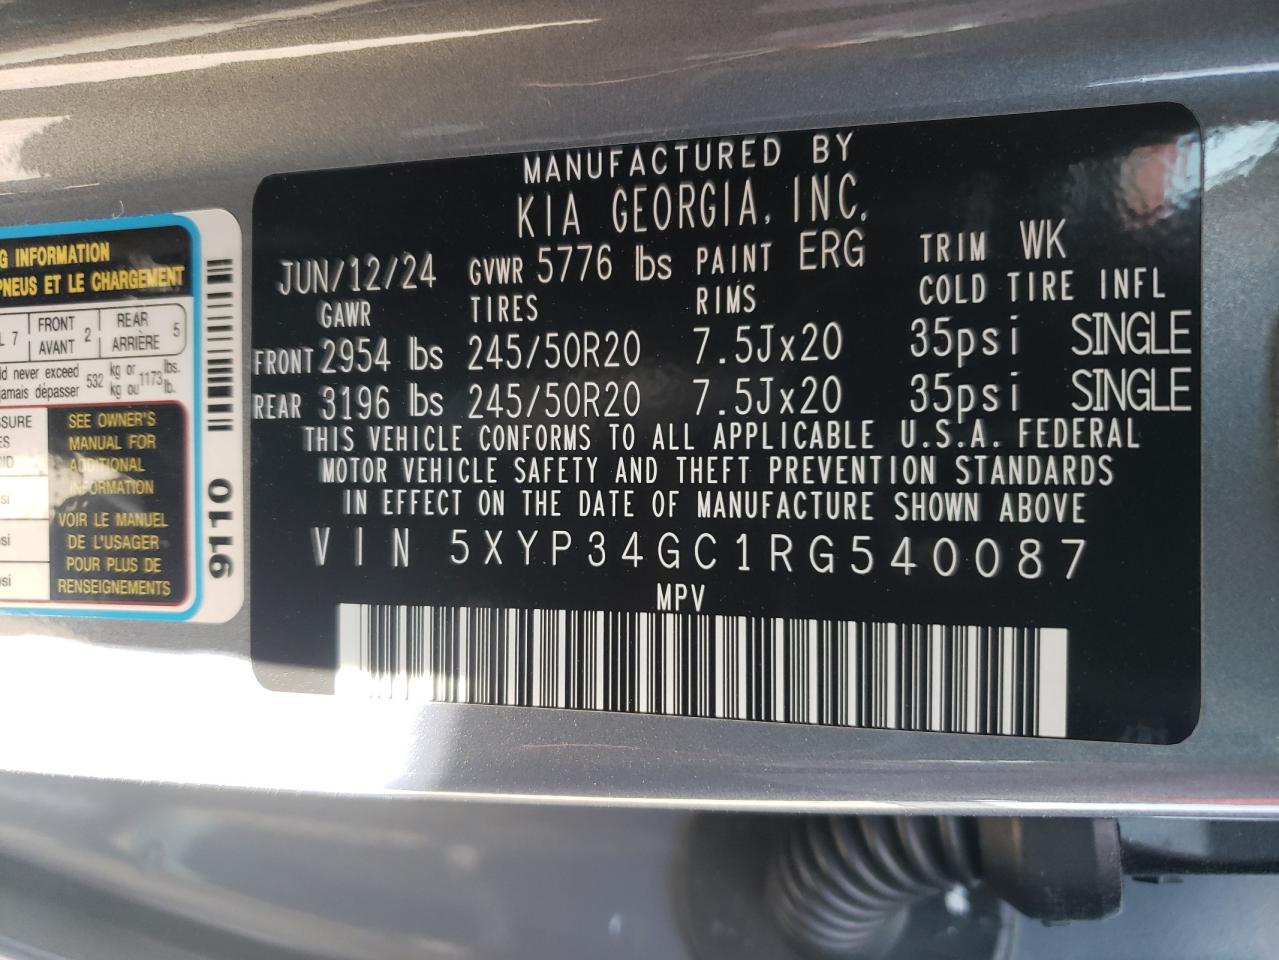 MANUFACTURED BY
KIA GEORGIA, INC.
JUN/12/24 GVWR 5776 lbs PAINT ERG TRIM WK
GAWR TIRES RIMS COLD TIRE INFL
FRONT 2954 lbs 245/50R20 7.5Jx20 35psi SINGLE
REAR 3196 lbs 245/50R20 7.5Jx20 35psi SINGLE
THIS VEHICLE CONFORMS TO ALL APPLICABLE U.S.A. FEDERAL
MOTOR VEHICLE SAFETY AND THEFT PREVENTION STANDARDS
IN EFFECT ON THE DATE OF MANUFACTURE SHOWN ABOVE
VIN 5XYP34GC1RG540087
MPV
INFORMATION
PNEUS ET LE CHARGEMENT
7 FRONT 2 REAR 5
AVANT ARRIÈRE
never exceed 532 kg or 1173 lbs.
jamais dépasser kg ou lb.
SEE OWNER'S
MANUAL FOR
ADDITIONAL
INFORMATION
VOIR LE MANUEL
DE L'USAGER
POUR PLUS DE
RENSEIGNEMENTS
9110